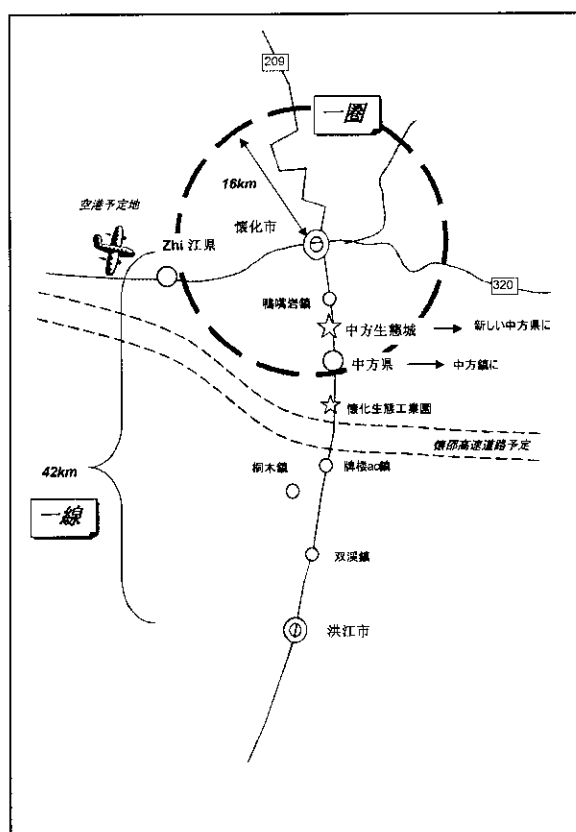 209
一圏
16km
空港予定地
懐化市
Zhi 江県
320
鴨嘴岩鎮
中方生態城
新しい中方県に
中方県
中方鎮に
懐化生態工業園
懐邵高速道路予定
42km
桐木鎮
牌楼ao鎮
一線
双渓鎮
洪江市